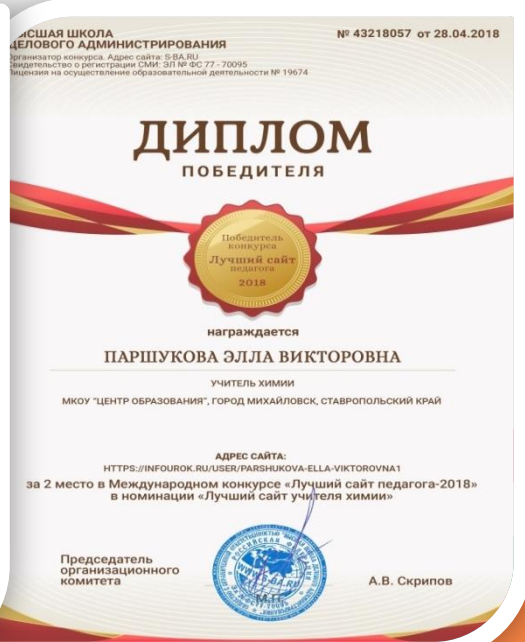 ЫСШАЯ ШКОЛА
ДЕЛОВОГО АДМИНИСТРИРОВАНИЯ
№ 43218057 от 28.04.2018
Организатор конкурса. Адрес сайта: S-BA.RU
Свидетельство о регистрации СМИ: ЭЛ № ФС 77 - 70095
Лицензия на осуществление образовательной деятельности № 19674
ДИПЛОМ
ПОБЕДИТЕЛЯ
Победитель
конкурса
Лучший сайт
педагога
2018
награждается
ПАРШУКОВА ЭЛЛА ВИКТОРОВНА
УЧИТЕЛЬ ХИМИИ
МКОУ "ЦЕНТР ОБРАЗОВАНИЯ", ГОРОД МИХАЙЛОВСК, СТАВРОПОЛЬСКИЙ КРАЙ
АДРЕС САЙТА:
HTTPS://INFOUROK.RU/USER/PARSHUKOVA-ELLA-VIKTOROVNA1
за 2 место в Международном конкурсе «Лучший сайт педагога-2018»
в номинации «Лучший сайт учителя химии»
Председатель
организационного
комитета
М.П.
А.В. Скрипов